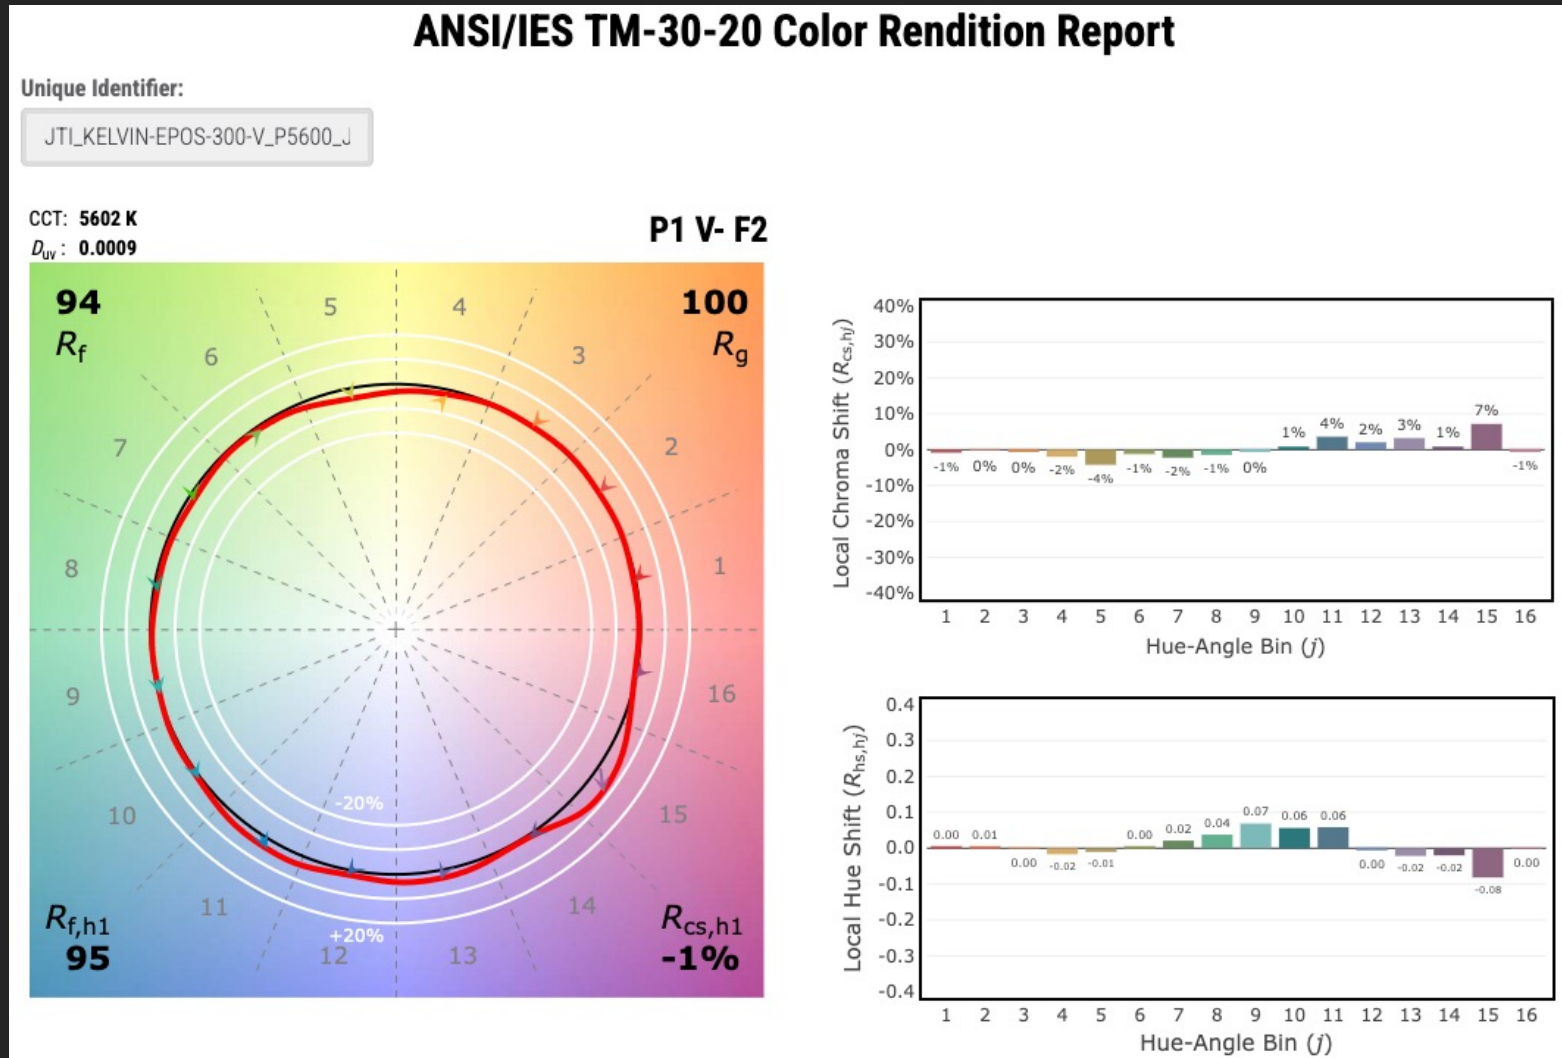 ANSI/IES TM-30-20 Color Rendition Report
Unique Identifier:
JTI_KELVIN-EPOS-300-V_P5600_J
CCT: 5602 K
Duv : 0.0009
P1 V- F2
94
Rf
100
Rg
5
4
6
3
7
2
8
1
9
16
10
15
11
14
12
13
-20%
+20%
Rf,h1
95
Rcs,h1
-1%
Local Chroma Shift (Rcs,hj)
40%
30%
20%
10%
0%
-10%
-20%
-30%
-40%
-1% 0% 0% -2% -4% -1% -2% -1% 0% 1% 4% 2% 3% 1% 7% -1%
1 2 3 4 5 6 7 8 9 10 11 12 13 14 15 16
Hue-Angle Bin (j)
Local Hue Shift (Rhs,hj)
0.4
0.3
0.2
0.1
0.0
-0.1
-0.2
-0.3
-0.4
0.00 0.01 0.00 -0.02 -0.01 0.00 0.02 0.04 0.07 0.06 0.06 0.00 -0.02 -0.02 -0.08 0.00
1 2 3 4 5 6 7 8 9 10 11 12 13 14 15 16
Hue-Angle Bin (j)